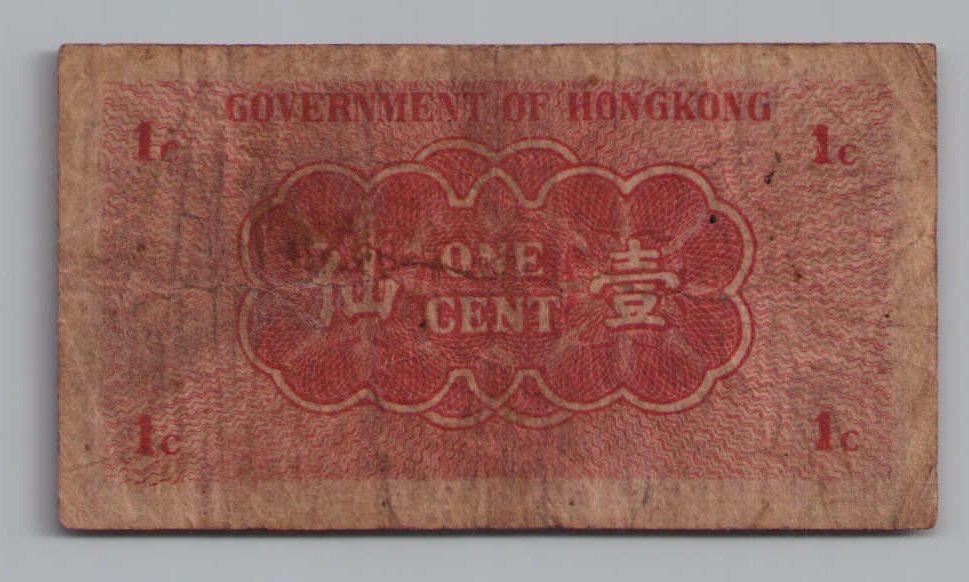 GOVERNMENT OF HONGKONG
1c 1c
仙 ONE CENT 壹
1c 1c